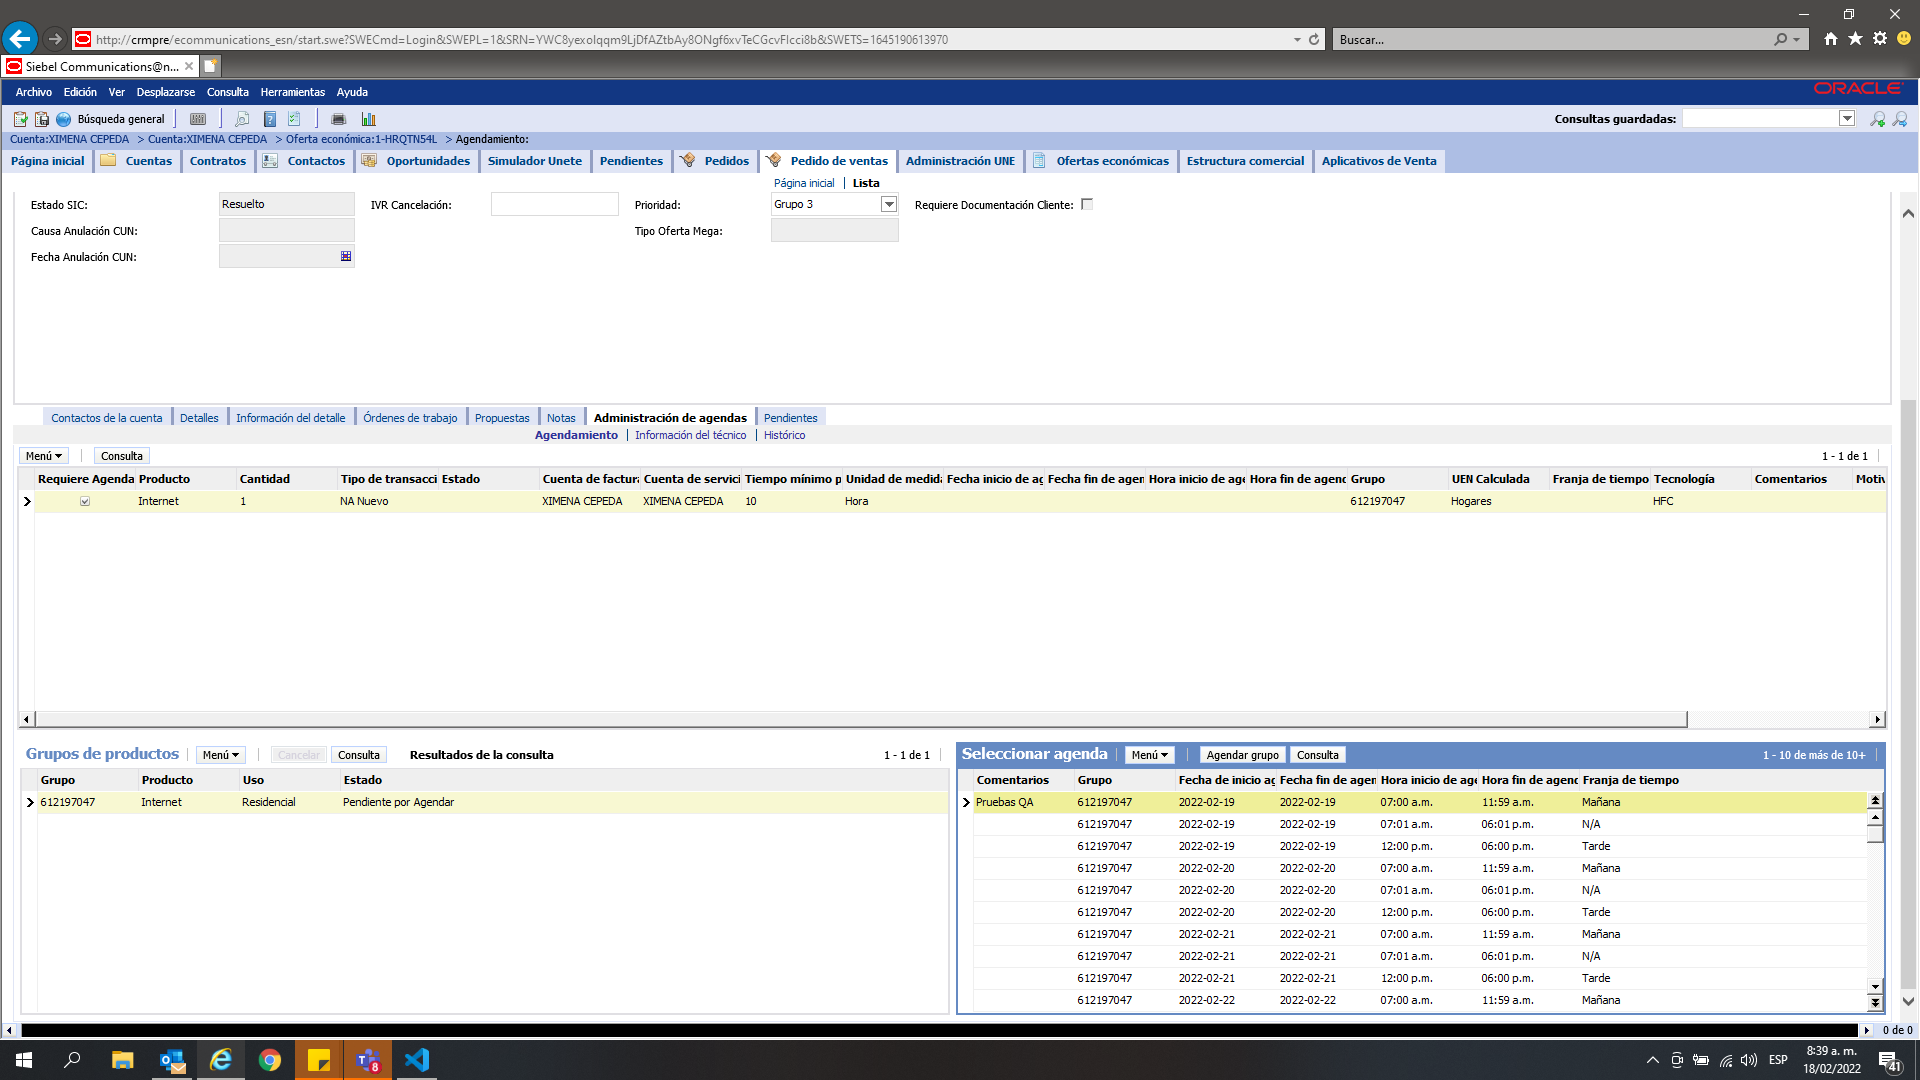 http://crmpre/ecommunications_esn/start.swe?SWECmd=Login&SWEPL=1&SRN=YWC8yexoIqqm9LjDfAZtbAy8ONgf6xvTeCGcvFIcci8b&SWETS=1645190613970
Buscar...
Siebel Communications@n...
Archivo Edición Ver Desplazarse Consulta Herramientas Ayuda
ORACLE
Búsqueda general
Consultas guardadas:
Cuenta:XIMENA CEPEDA > Cuenta:XIMENA CEPEDA > Oferta económica:1-HRQTN54L > Agendamiento:
Página inicial Cuentas Contratos Contactos Oportunidades Simulador Unete Pendientes Pedidos Pedido de ventas Administración UNE Ofertas económicas Estructura comercial Aplicativos de Venta
Página inicial | Lista
Estado SIC: Resuelto IVR Cancelación: Prioridad: Grupo 3 Requiere Documentación Cliente:
Causa Anulación CUN: Tipo Oferta Mega:
Fecha Anulación CUN:
Contactos de la cuenta Detalles Información del detalle Órdenes de trabajo Propuestas Notas Administración de agendas Pendientes
Agendamiento | Información del técnico | Histórico
Menú Consulta 1 - 1 de 1
Requiere Agenda Producto Cantidad Tipo de transacci Estado Cuenta de factura Cuenta de servici Tiempo mínimo p Unidad de medida Fecha inicio de ag Fecha fin de agen Hora inicio de age Hora fin de agend Grupo UEN Calculada Franja de tiempo Tecnología Comentarios Motiv
Internet 1 NA Nuevo XIMENA CEPEDA XIMENA CEPEDA 10 Hora 612197047 Hogares HFC
Grupos de productos Menú Cancelar Consulta Resultados de la consulta 1 - 1 de 1
Grupo Producto Uso Estado
612197047 Internet Residencial Pendiente por Agendar
Seleccionar agenda Menú Agendar grupo Consulta 1 - 10 de más de 10+
Comentarios Grupo Fecha de inicio ag Fecha fin de agen Hora inicio de age Hora fin de agend Franja de tiempo
Pruebas QA 612197047 2022-02-19 2022-02-19 07:00 a.m. 11:59 a.m. Mañana
612197047 2022-02-19 2022-02-19 07:01 a.m. 06:01 p.m. N/A
612197047 2022-02-19 2022-02-19 12:00 p.m. 06:00 p.m. Tarde
612197047 2022-02-20 2022-02-20 07:00 a.m. 11:59 a.m. Mañana
612197047 2022-02-20 2022-02-20 07:01 a.m. 06:01 p.m. N/A
612197047 2022-02-20 2022-02-20 12:00 p.m. 06:00 p.m. Tarde
612197047 2022-02-21 2022-02-21 07:00 a.m. 11:59 a.m. Mañana
612197047 2022-02-21 2022-02-21 07:01 a.m. 06:01 p.m. N/A
612197047 2022-02-21 2022-02-21 12:00 p.m. 06:00 p.m. Tarde
612197047 2022-02-22 2022-02-22 07:00 a.m. 11:59 a.m. Mañana
0 de 0
8
ESP
8:39 a. m.
18/02/2022
41